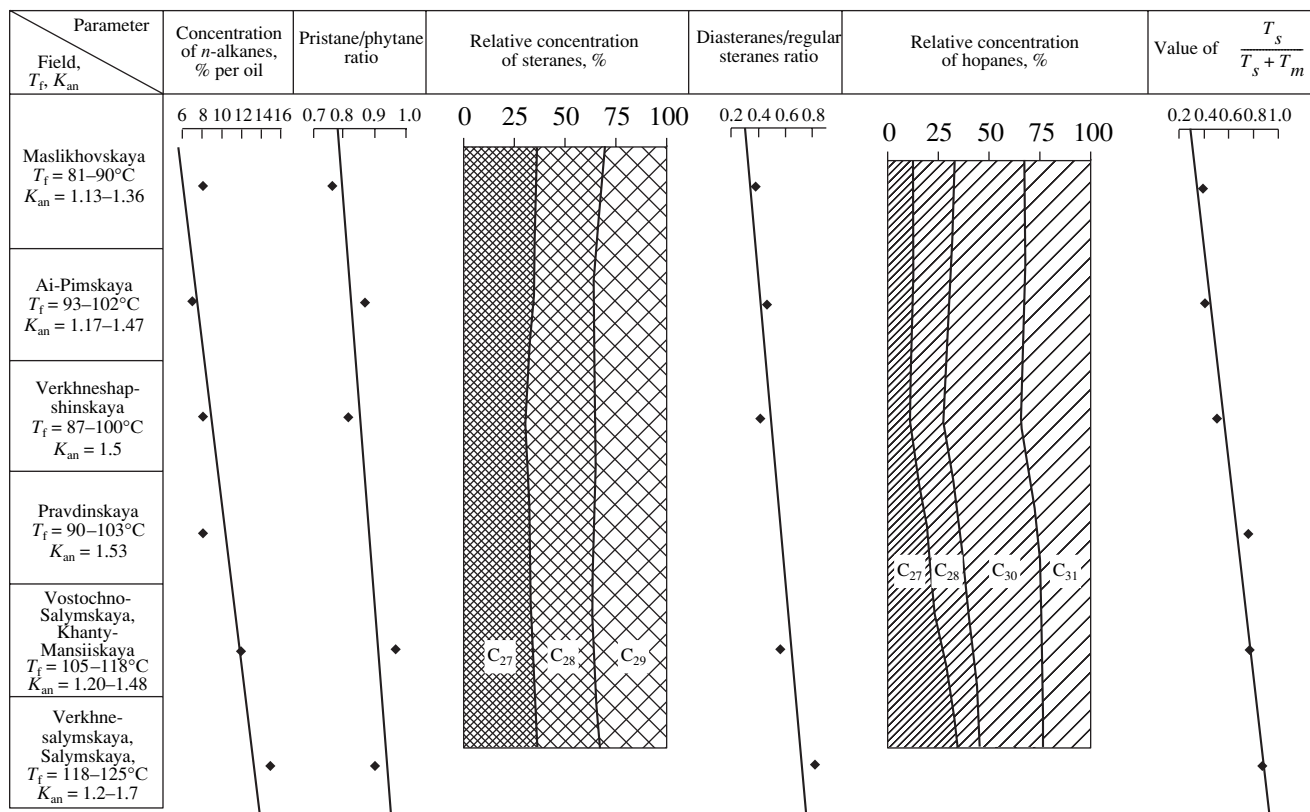 Parameter
Field,
T_f, K_an
Concentration
of n-alkanes,
% per oil
Pristane/phytane
ratio
Relative concentration
of steranes, %
Diasteranes/regular
steranes ratio
Relative concentration
of hopanes, %
Value of T_s / T_s + T_m
6 8 10 12 14 16
0.7 0.8 0.9 1.0
0 25 50 75 100
0.2 0.4 0.6 0.8
0 25 50 75 100
0.2 0.4 0.6 0.8 1.0
Maslikhovskaya
T_f = 81–90°C
K_an = 1.13–1.36
Ai-Pimskaya
T_f = 93–102°C
K_an = 1.17–1.47
Verkhneshap-
shinskaya
T_f = 87–100°C
K_an = 1.5
Pravdinskaya
T_f = 90–103°C
K_an = 1.53
C27 C28 C30 C31
Vostochno-
Salymskaya,
Khanty-
Mansiiskaya
T_f = 105–118°C
K_an = 1.20–1.48
C27 C28 C29
Verkhne-
salymskaya,
Salymskaya,
T_f = 118–125°C
K_an = 1.2–1.7